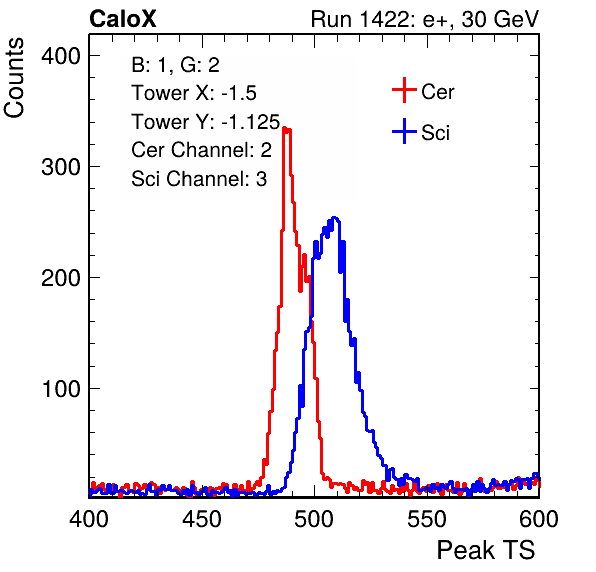 CaloX Run 1422: e+, 30 GeV
Counts
400
300
200
100
B: 1, G: 2
Tower X: -1.5
Tower Y: -1.125
Cer Channel: 2
Sci Channel: 3
Cer
Sci
400 450 500 550 600
Peak TS